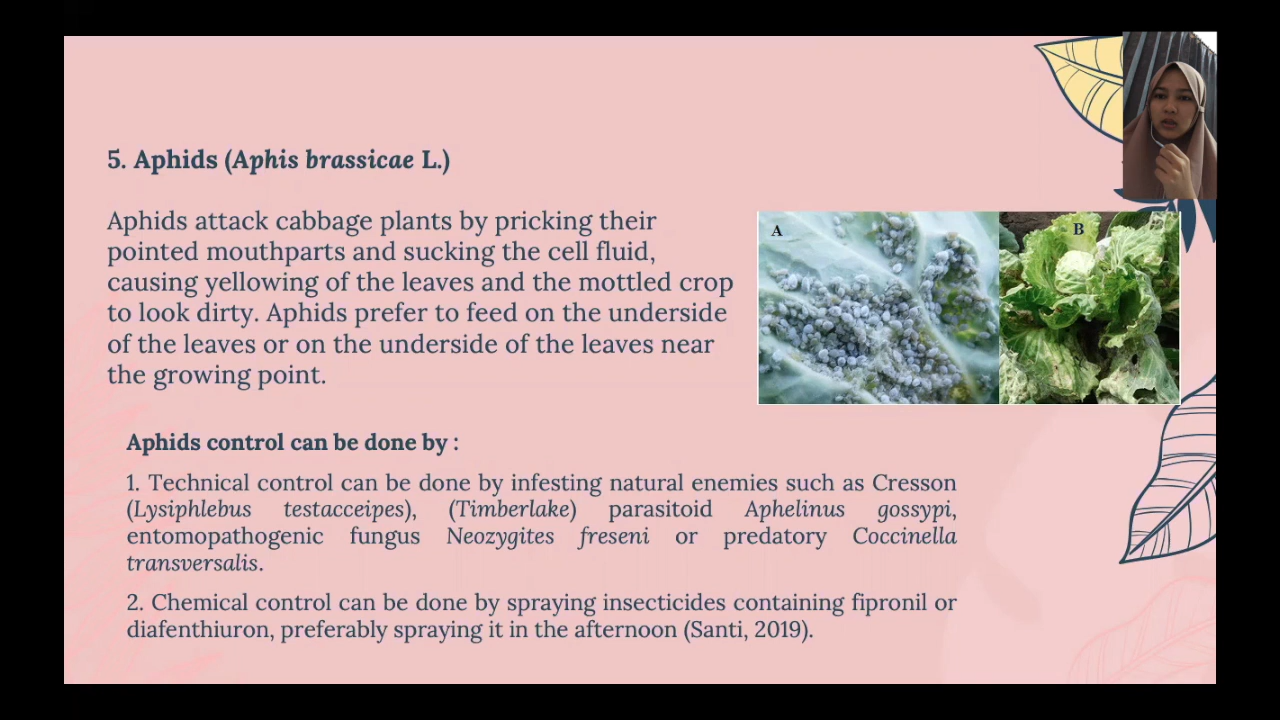 5. Aphids (Aphis brassicae L.)
Aphids attack cabbage plants by pricking their
pointed mouthparts and sucking the cell fluid,
causing yellowing of the leaves and the mottled crop
to look dirty. Aphids prefer to feed on the underside
of the leaves or on the underside of the leaves near
the growing point.
A
B
Aphids control can be done by :
1. Technical control can be done by infesting natural enemies such as Cresson
(Lysiphlebus testacceipes), (Timberlake) parasitoid Aphelinus gossypi,
entomopathogenic fungus Neozygites freseni or predatory Coccinella
transversalis.
2. Chemical control can be done by spraying insecticides containing fipronil or
diafenthiuron, preferably spraying it in the afternoon (Santi, 2019).